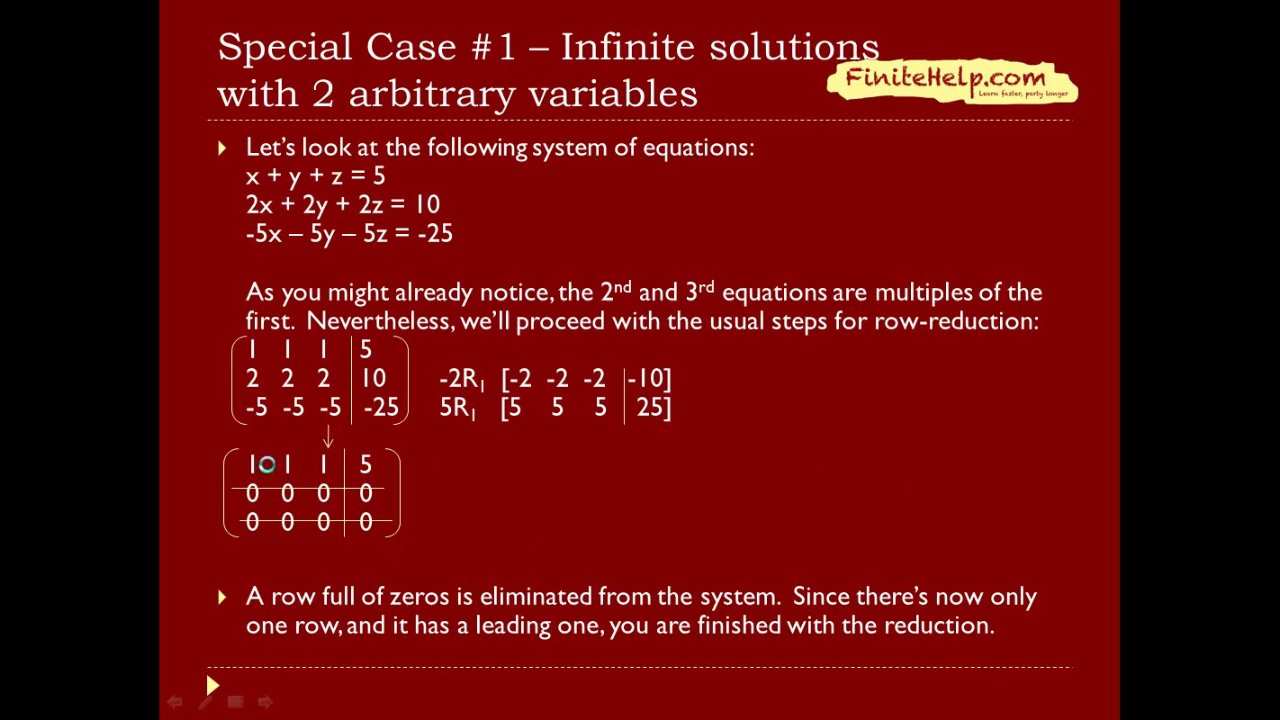 Special Case #1 – Infinite solutions
with 2 arbitrary variables
FiniteHelp.com
Learn faster, party longer
Let's look at the following system of equations:
x + y + z = 5
2x + 2y + 2z = 10
-5x – 5y – 5z = -25
As you might already notice, the 2nd and 3rd equations are multiples of the
first. Nevertheless, we'll proceed with the usual steps for row-reduction:
1 1 1 5
2 2 2 10 -2R1 [-2 -2 -2 -10]
-5 -5 -5 -25 5R1 [5 5 5 25]
1 1 1 5
0 0 0 0
0 0 0 0
A row full of zeros is eliminated from the system. Since there's now only
one row, and it has a leading one, you are finished with the reduction.